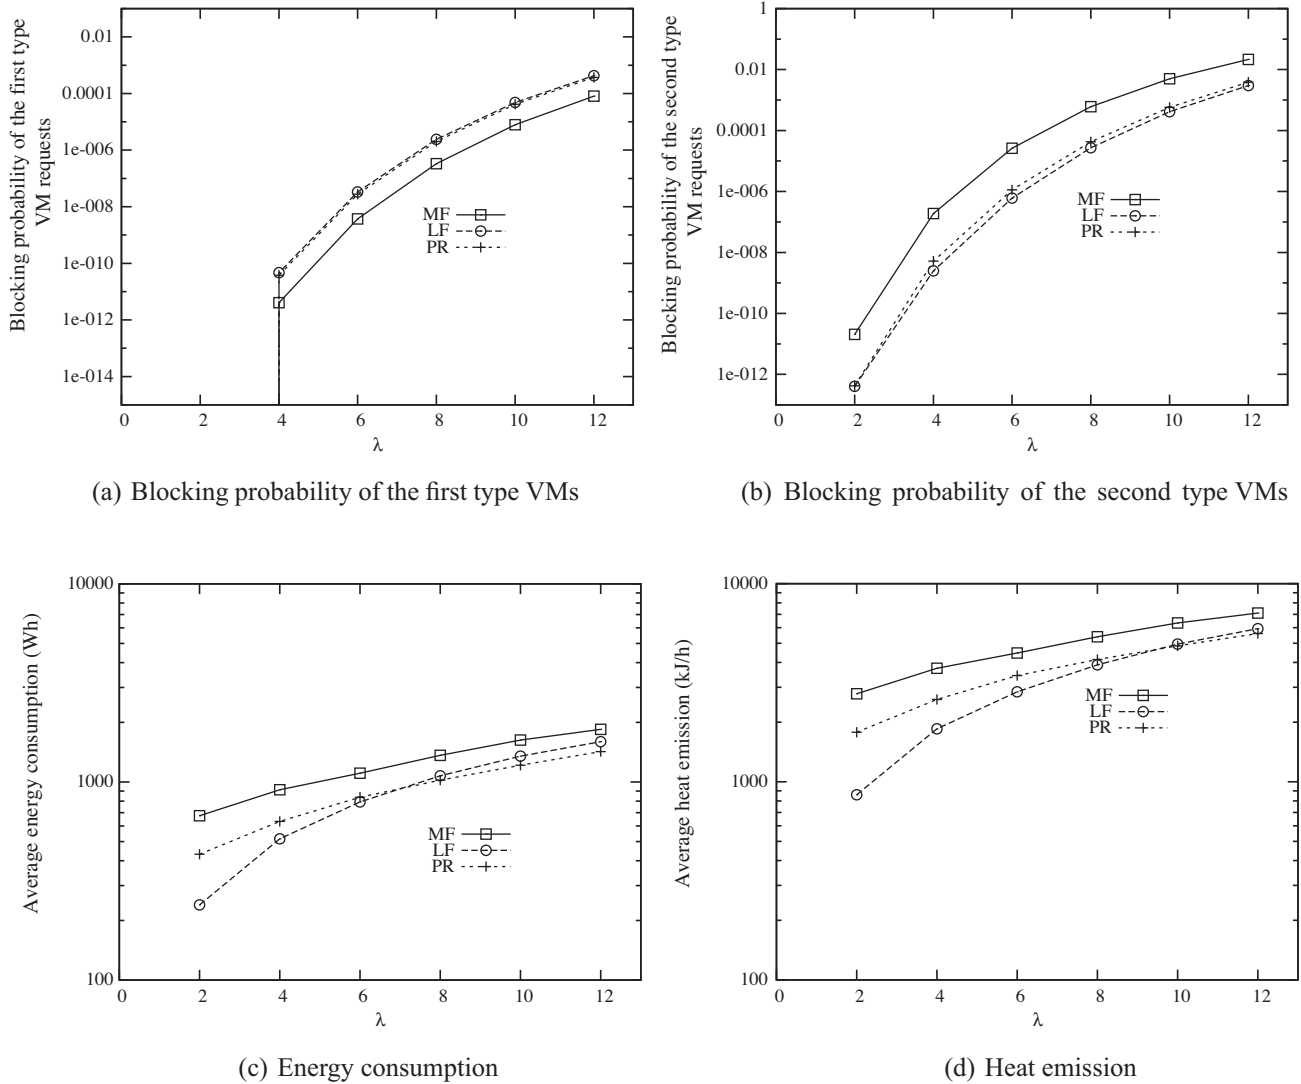 Blocking probability of the first type
VM requests
0.01
0.0001
1e-006
1e-008
1e-010
1e-012
1e-014
0 2 4 6 8 10 12
λ
MF
LF
PR
(a) Blocking probability of the first type VMs
Blocking probability of the second type
VM requests
1
0.01
0.0001
1e-006
1e-008
1e-010
1e-012
0 2 4 6 8 10 12
λ
MF
LF
PR
(b) Blocking probability of the second type VMs
Average energy consumption (Wh)
10000
1000
100
0 2 4 6 8 10 12
λ
MF
LF
PR
(c) Energy consumption
Average heat emission (kJ/h)
10000
1000
100
0 2 4 6 8 10 12
λ
MF
LF
PR
(d) Heat emission